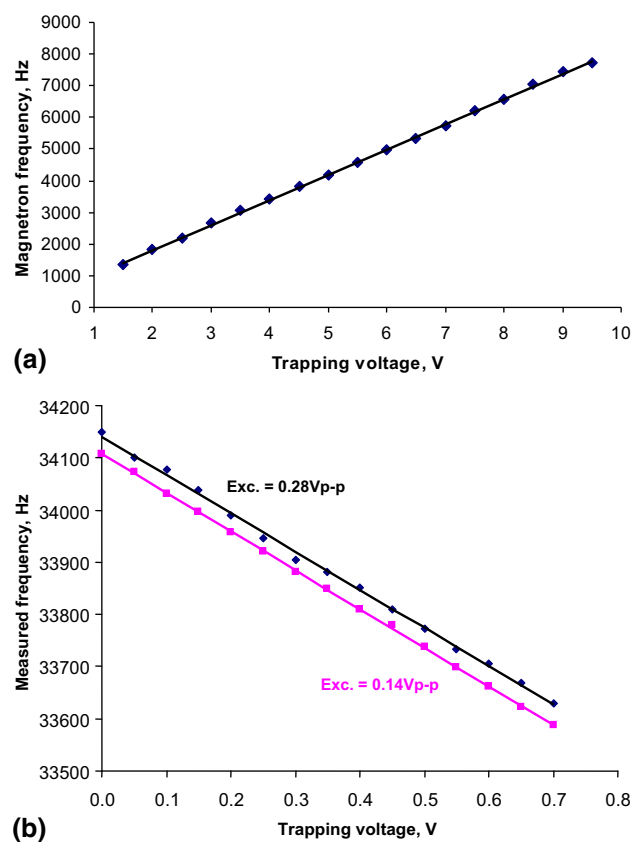 9000
8000
7000
6000
5000
4000
3000
2000
1000
0
Magnetron frequency, Hz
1 2 3 4 5 6 7 8 9 10
Trapping voltage, V
(a)
34200
34100
34000
33900
33800
33700
33600
33500
Measured frequency, Hz
Exc. = 0.28Vp-p
Exc. = 0.14Vp-p
0.0 0.1 0.2 0.3 0.4 0.5 0.6 0.7 0.8
Trapping voltage, V
(b)